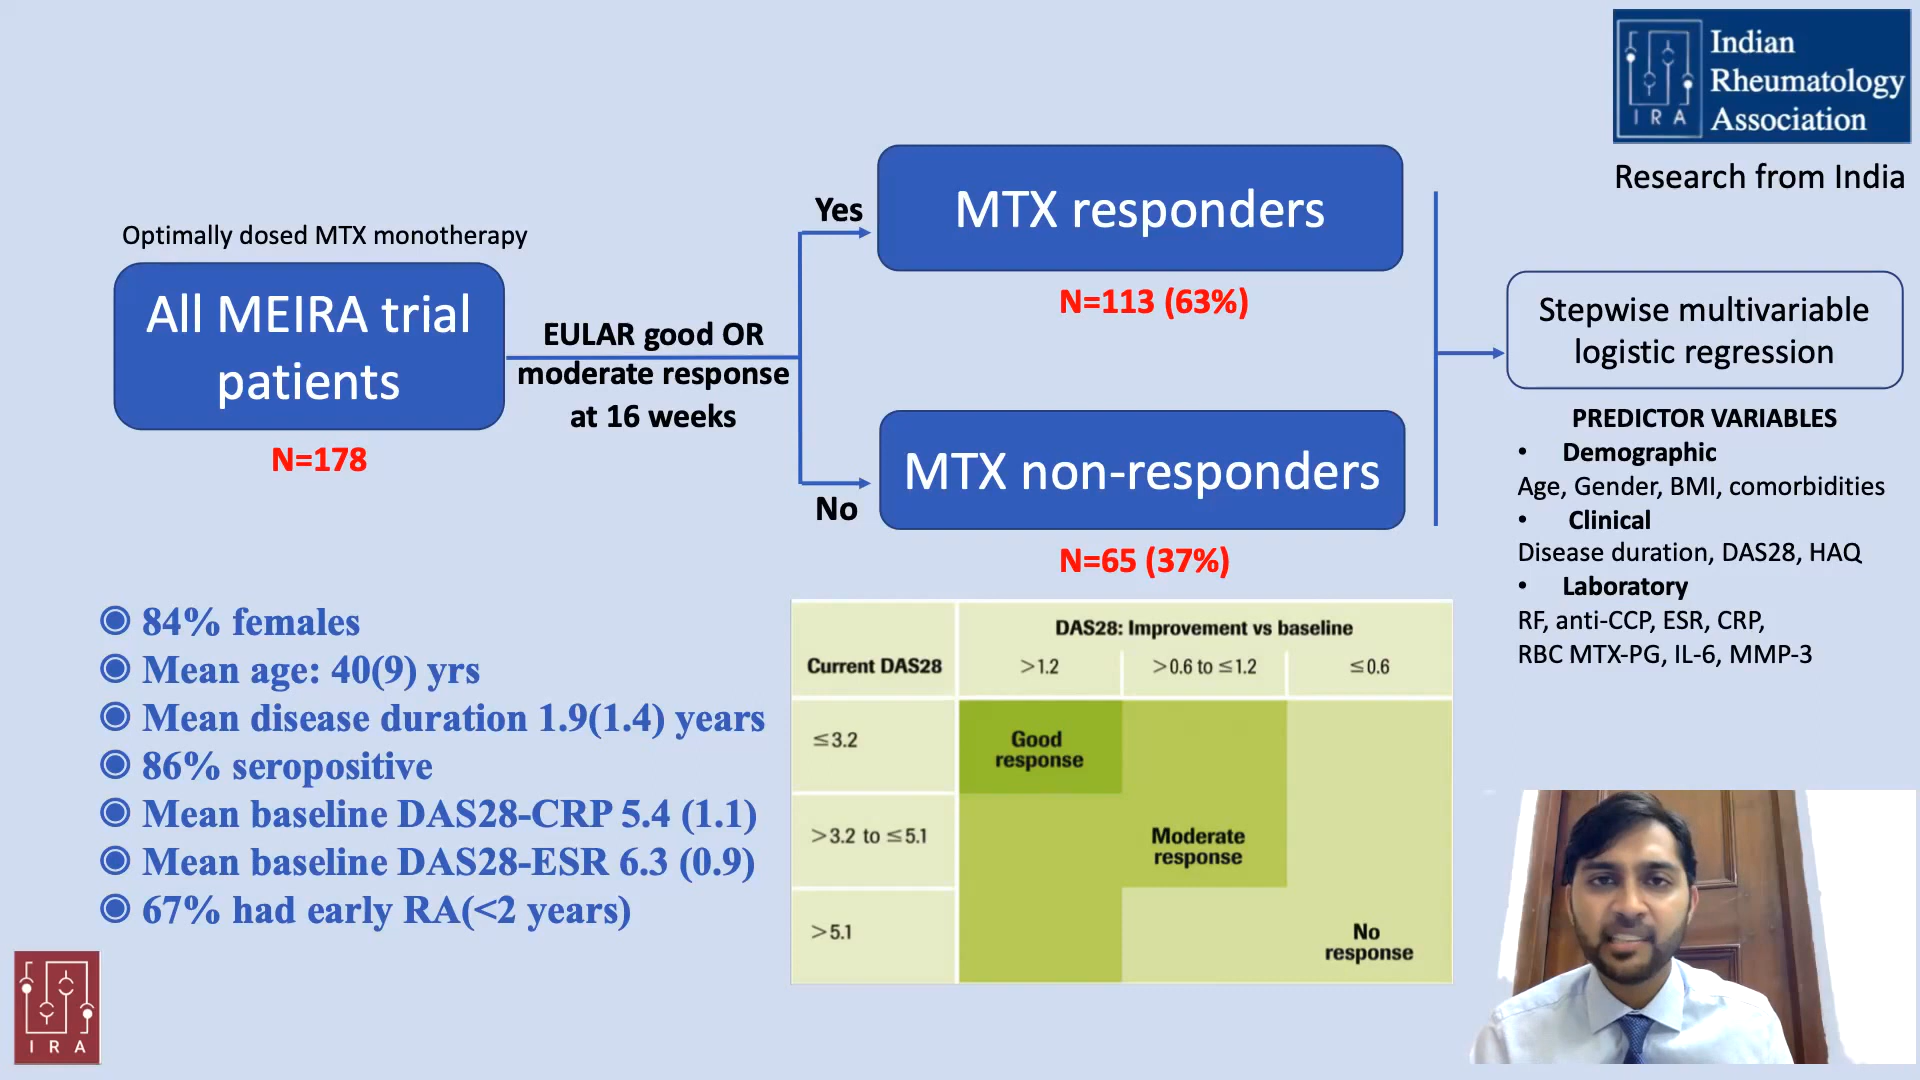 Indian
Rheumatology
Association
I R A
Research from India
Optimally dosed MTX monotherapy
All MEIRA trial
patients
N=178
EULAR good OR
moderate response
at 16 weeks
Yes
MTX responders
N=113 (63%)
No
MTX non-responders
N=65 (37%)
Stepwise multivariable
logistic regression
PREDICTOR VARIABLES
• Demographic
Age, Gender, BMI, comorbidities
• Clinical
Disease duration, DAS28, HAQ
• Laboratory
RF, anti-CCP, ESR, CRP,
RBC MTX-PG, IL-6, MMP-3
84% females
Mean age: 40(9) yrs
Mean disease duration 1.9(1.4) years
86% seropositive
Mean baseline DAS28-CRP 5.4 (1.1)
Mean baseline DAS28-ESR 6.3 (0.9)
67% had early RA(<2 years)
DAS28: Improvement vs baseline
Current DAS28
>1.2
>0.6 to ≤1.2
≤0.6
≤3.2
Good
response
>3.2 to ≤5.1
Moderate
response
>5.1
No
response
I R A